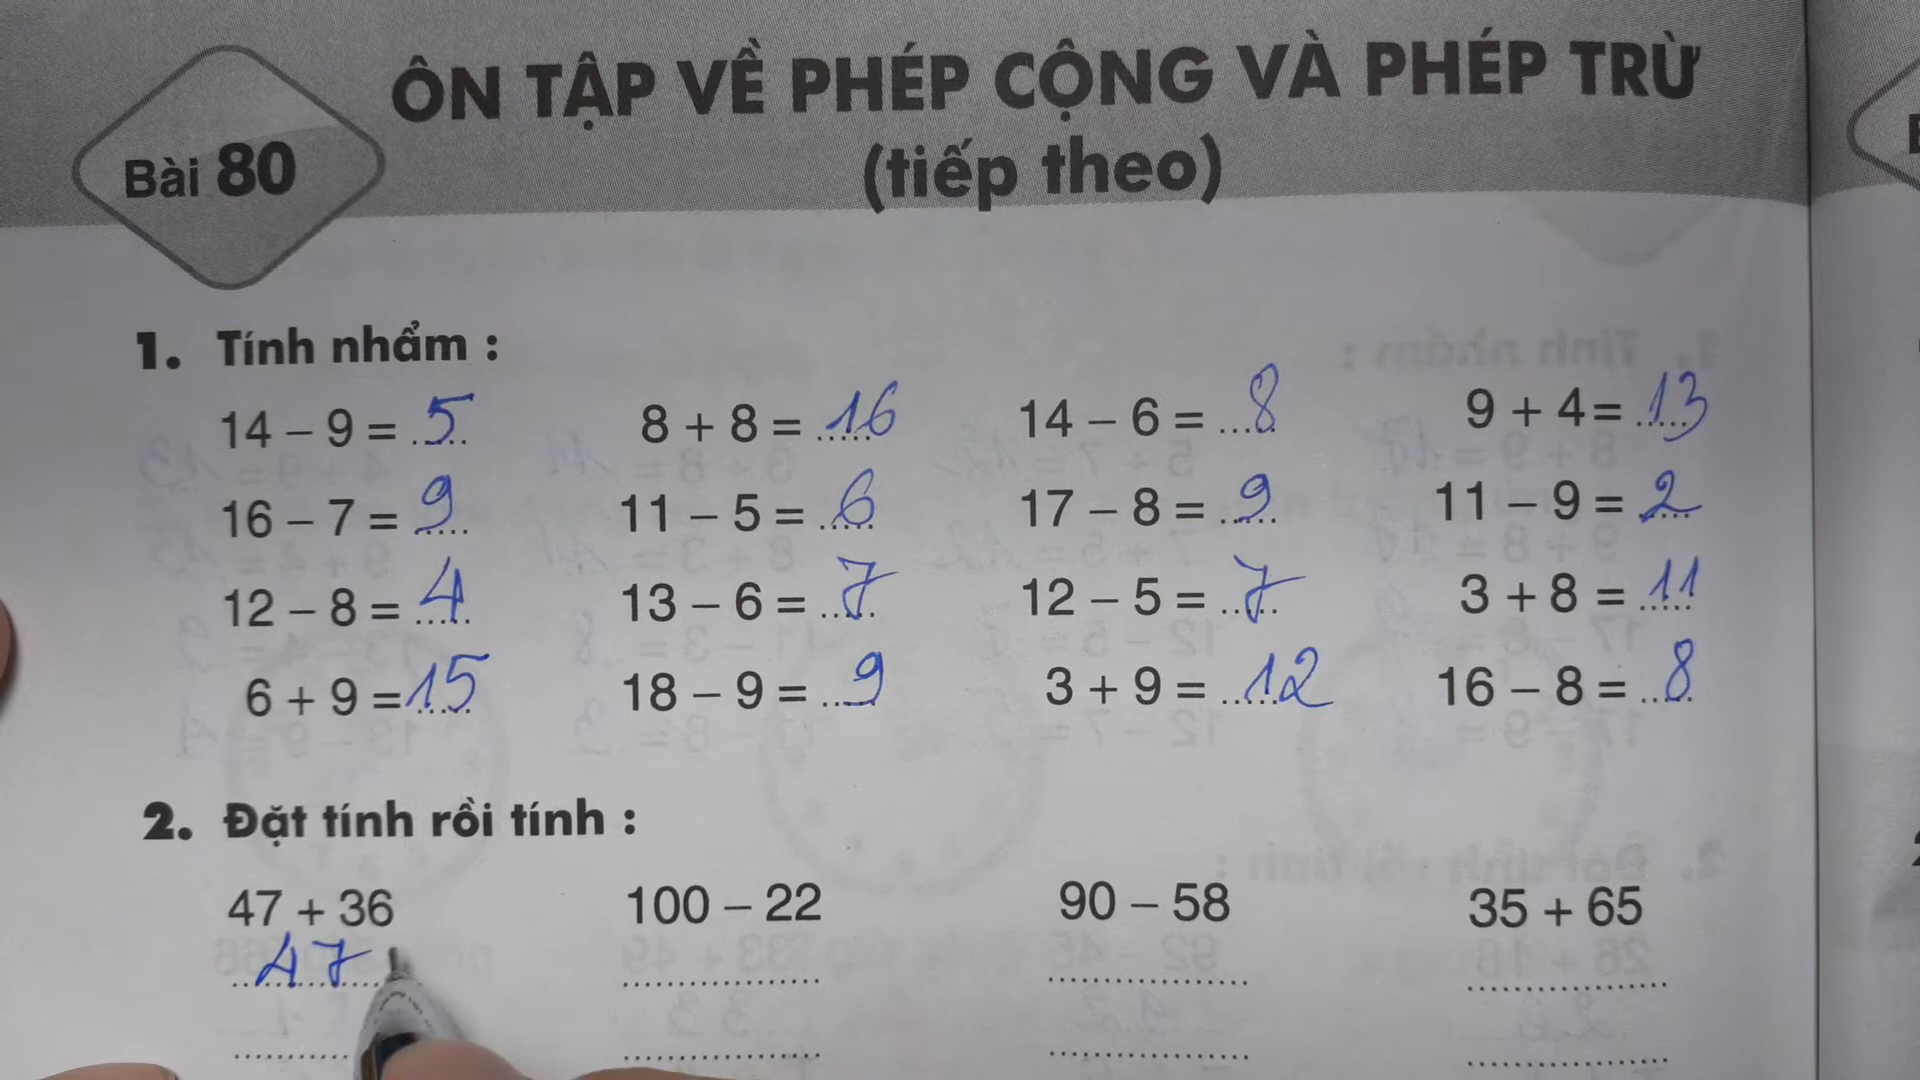 ÔN TẬP VỀ PHÉP CỘNG VÀ PHÉP TRỪ
Bài 80
(tiếp theo)
1. Tính nhẩm :
14 – 9 = 5 8 + 8 = 16 14 – 6 = 8 9 + 4 = 13
16 – 7 = 9 11 – 5 = 6 17 – 8 = 9 11 – 9 = 2
12 – 8 = 4 13 – 6 = 7 12 – 5 = 7 3 + 8 = 11
6 + 9 = 15 18 – 9 = 9 3 + 9 = 12 16 – 8 = 8
2. Đặt tính rồi tính :
47 + 36 100 – 22 90 – 58 35 + 65
47